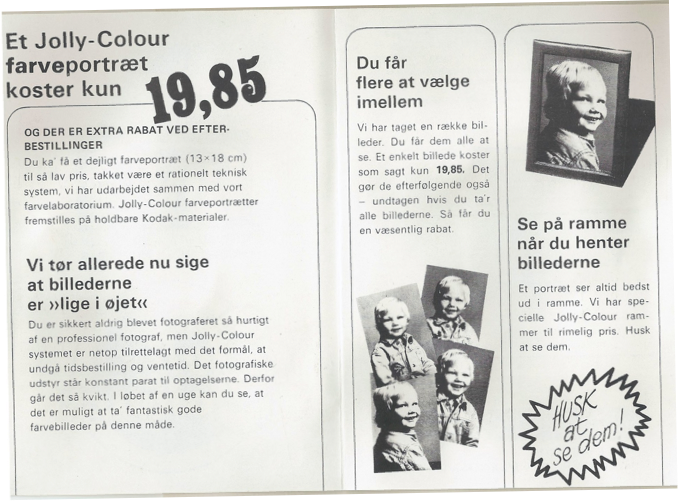 Et Jolly-Colour
farveportræt
koster kun 19,85
OG DER ER EXTRA RABAT VED EFTER-
BESTILLINGER
Du ka' få et dejligt farveportræt (13×18 cm)
til så lav pris, takket være et rationelt teknisk
system, vi har udarbejdet sammen med vort
farvelaboratorium. Jolly-Colour farveportrætter
fremstilles på holdbare Kodak-materialer.
Vi tør allerede nu sige
at billederne
er »lige i øjet«
Du er sikkert aldrig blevet fotograferet så hurtigt
af en professionel fotograf, men Jolly-Colour
systemet er netop tilrettelagt med det formål, at
undgå tidsbestilling og ventetid. Det fotografiske
udstyr står konstant parat til optagelserne. Derfor
går det så kvikt. I løbet af en uge kan du se, at
det er muligt at ta' fantastisk gode
farvebilleder på denne måde.
Du får
flere at vælge
imellem
Vi har taget en række bil-
leder. Du får dem alle at
se. Et enkelt billede koster
som sagt kun 19,85. Det
gør de efterfølgende også
– undtagen hvis du ta'r
alle billederne. Så får du
en væsentlig rabat.
Se på ramme
når du henter
billederne
Et portræt ser altid bedst
ud i ramme. Vi har spe-
cielle Jolly-Colour ram-
mer til rimelig pris. Husk
at se dem.
HUSK
at
se dem!